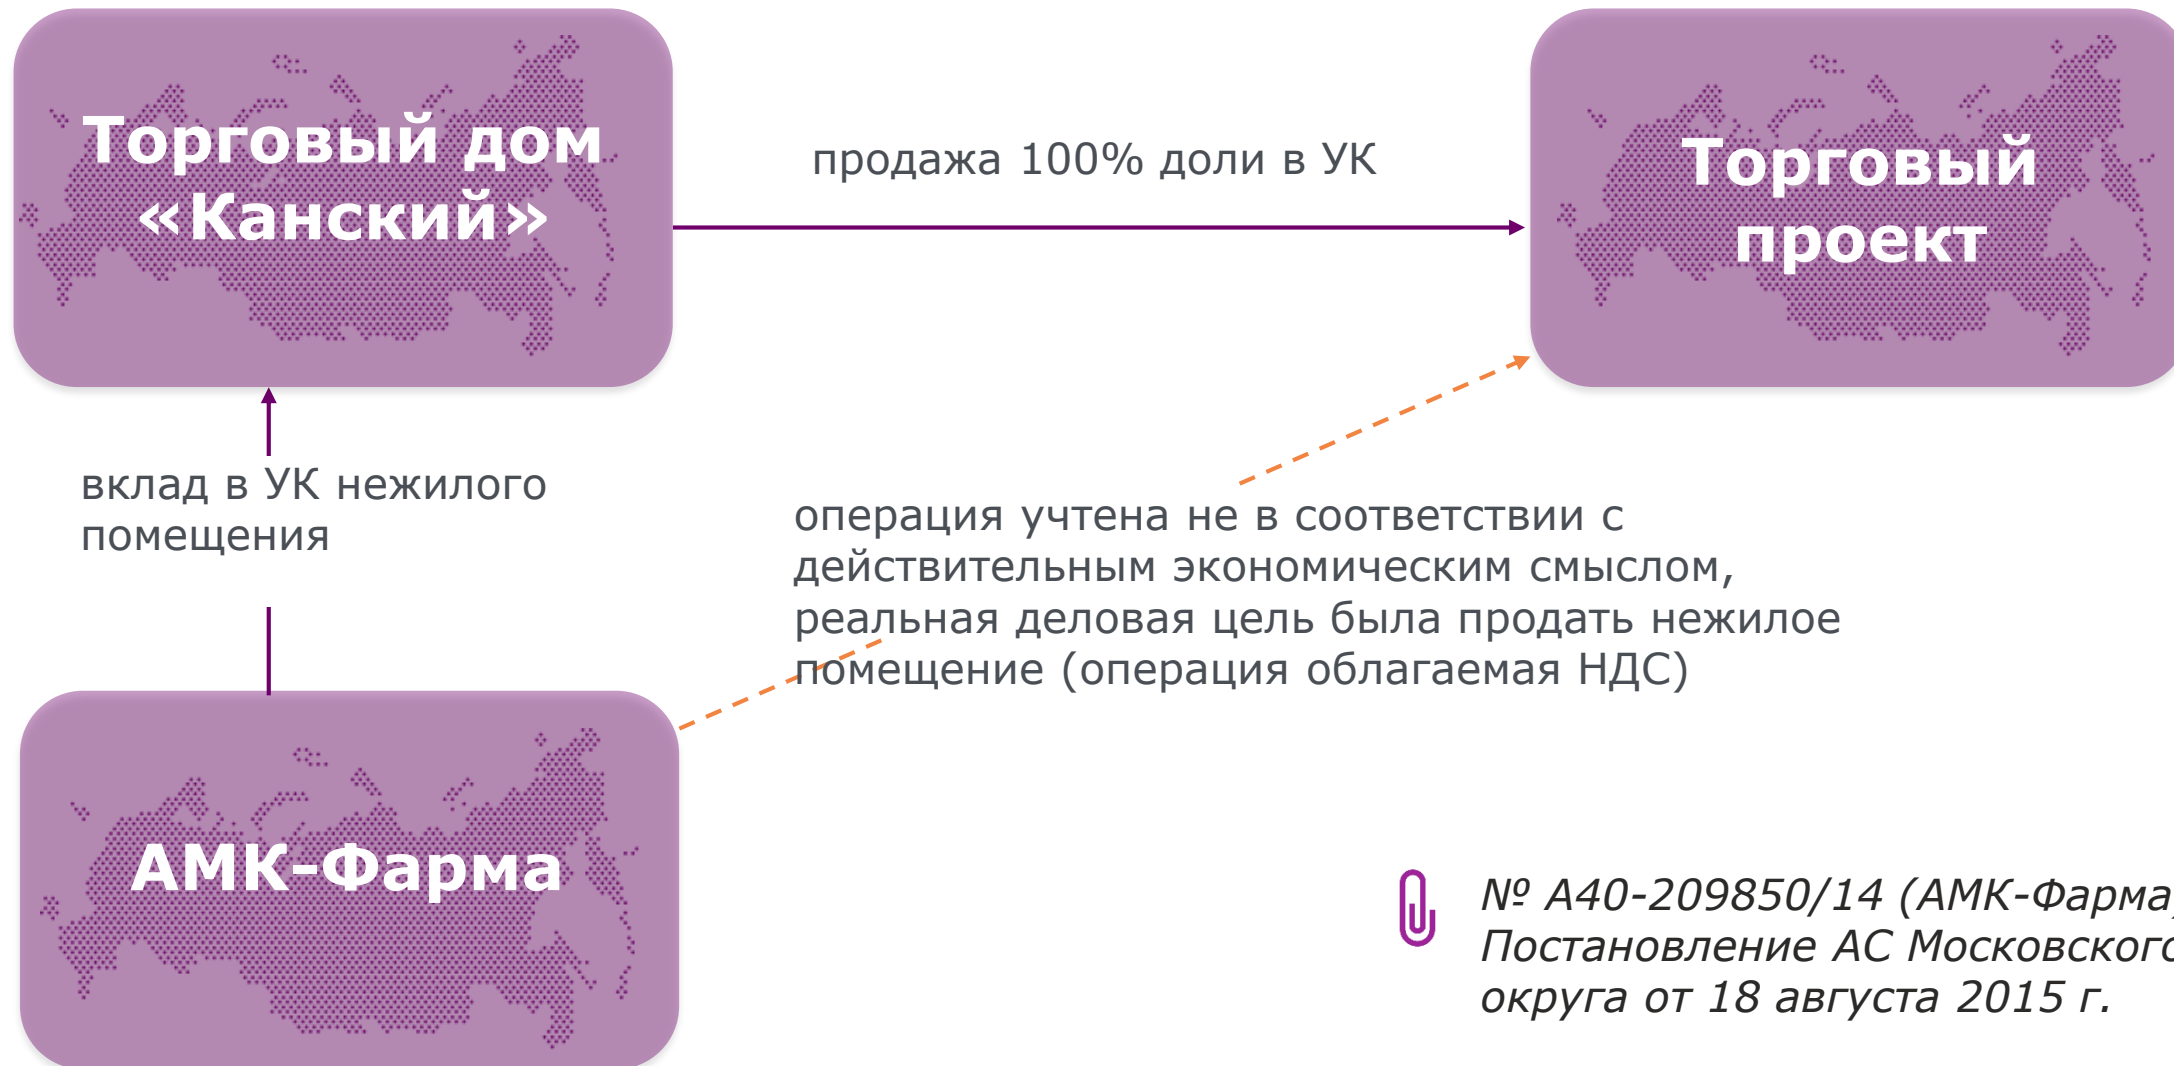 Торговый дом
«Канский»
продажа 100% доли в УК
Торговый
проект
вклад в УК нежилого
помещения
операция учтена не в соответствии с
действительным экономическим смыслом,
реальная деловая цель была продать нежилое
помещение (операция облагаемая НДС)
АМК-Фарма
№ А40-209850/14 (АМК-Фарма)
Постановление АС Московского
округа от 18 августа 2015 г.